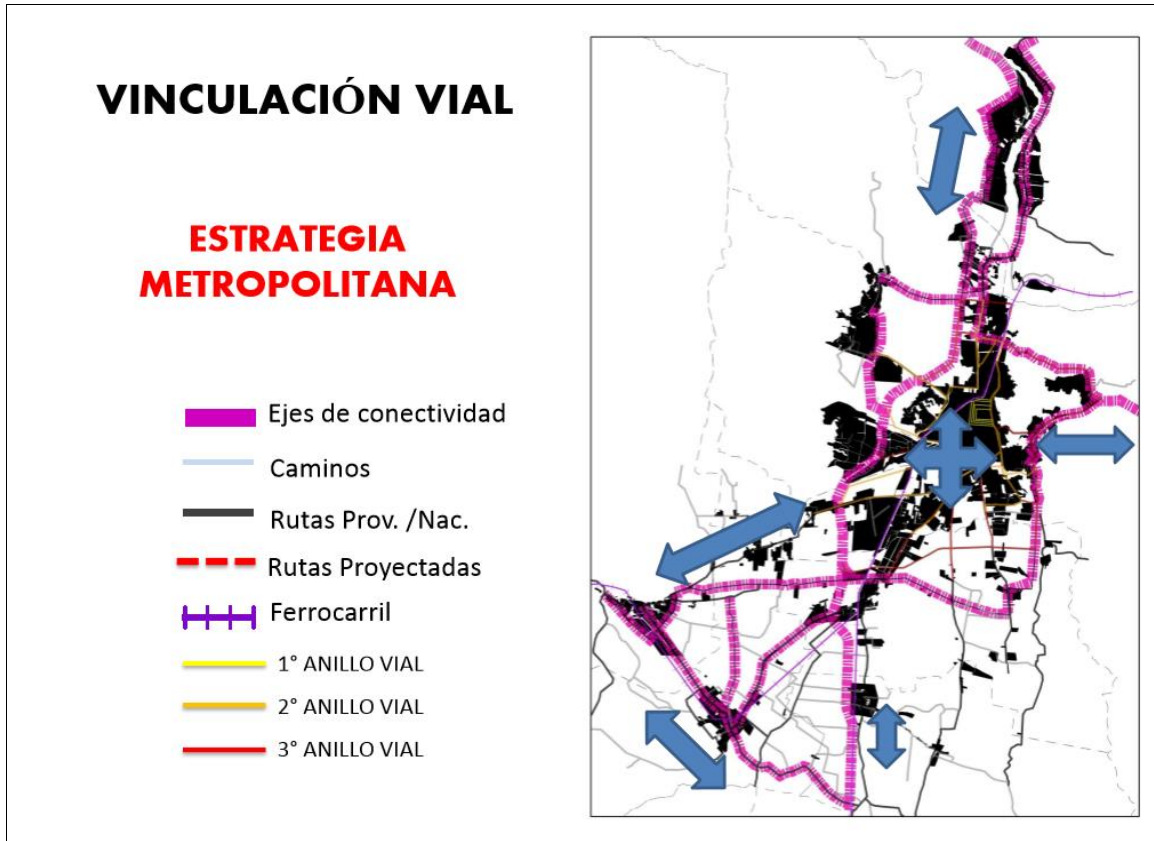 VINCULACIÓN VIAL
ESTRATEGIA
METROPOLITANA
Ejes de conectividad
Caminos
Rutas Prov. /Nac.
Rutas Proyectadas
Ferrocarril
1° ANILLO VIAL
2° ANILLO VIAL
3° ANILLO VIAL